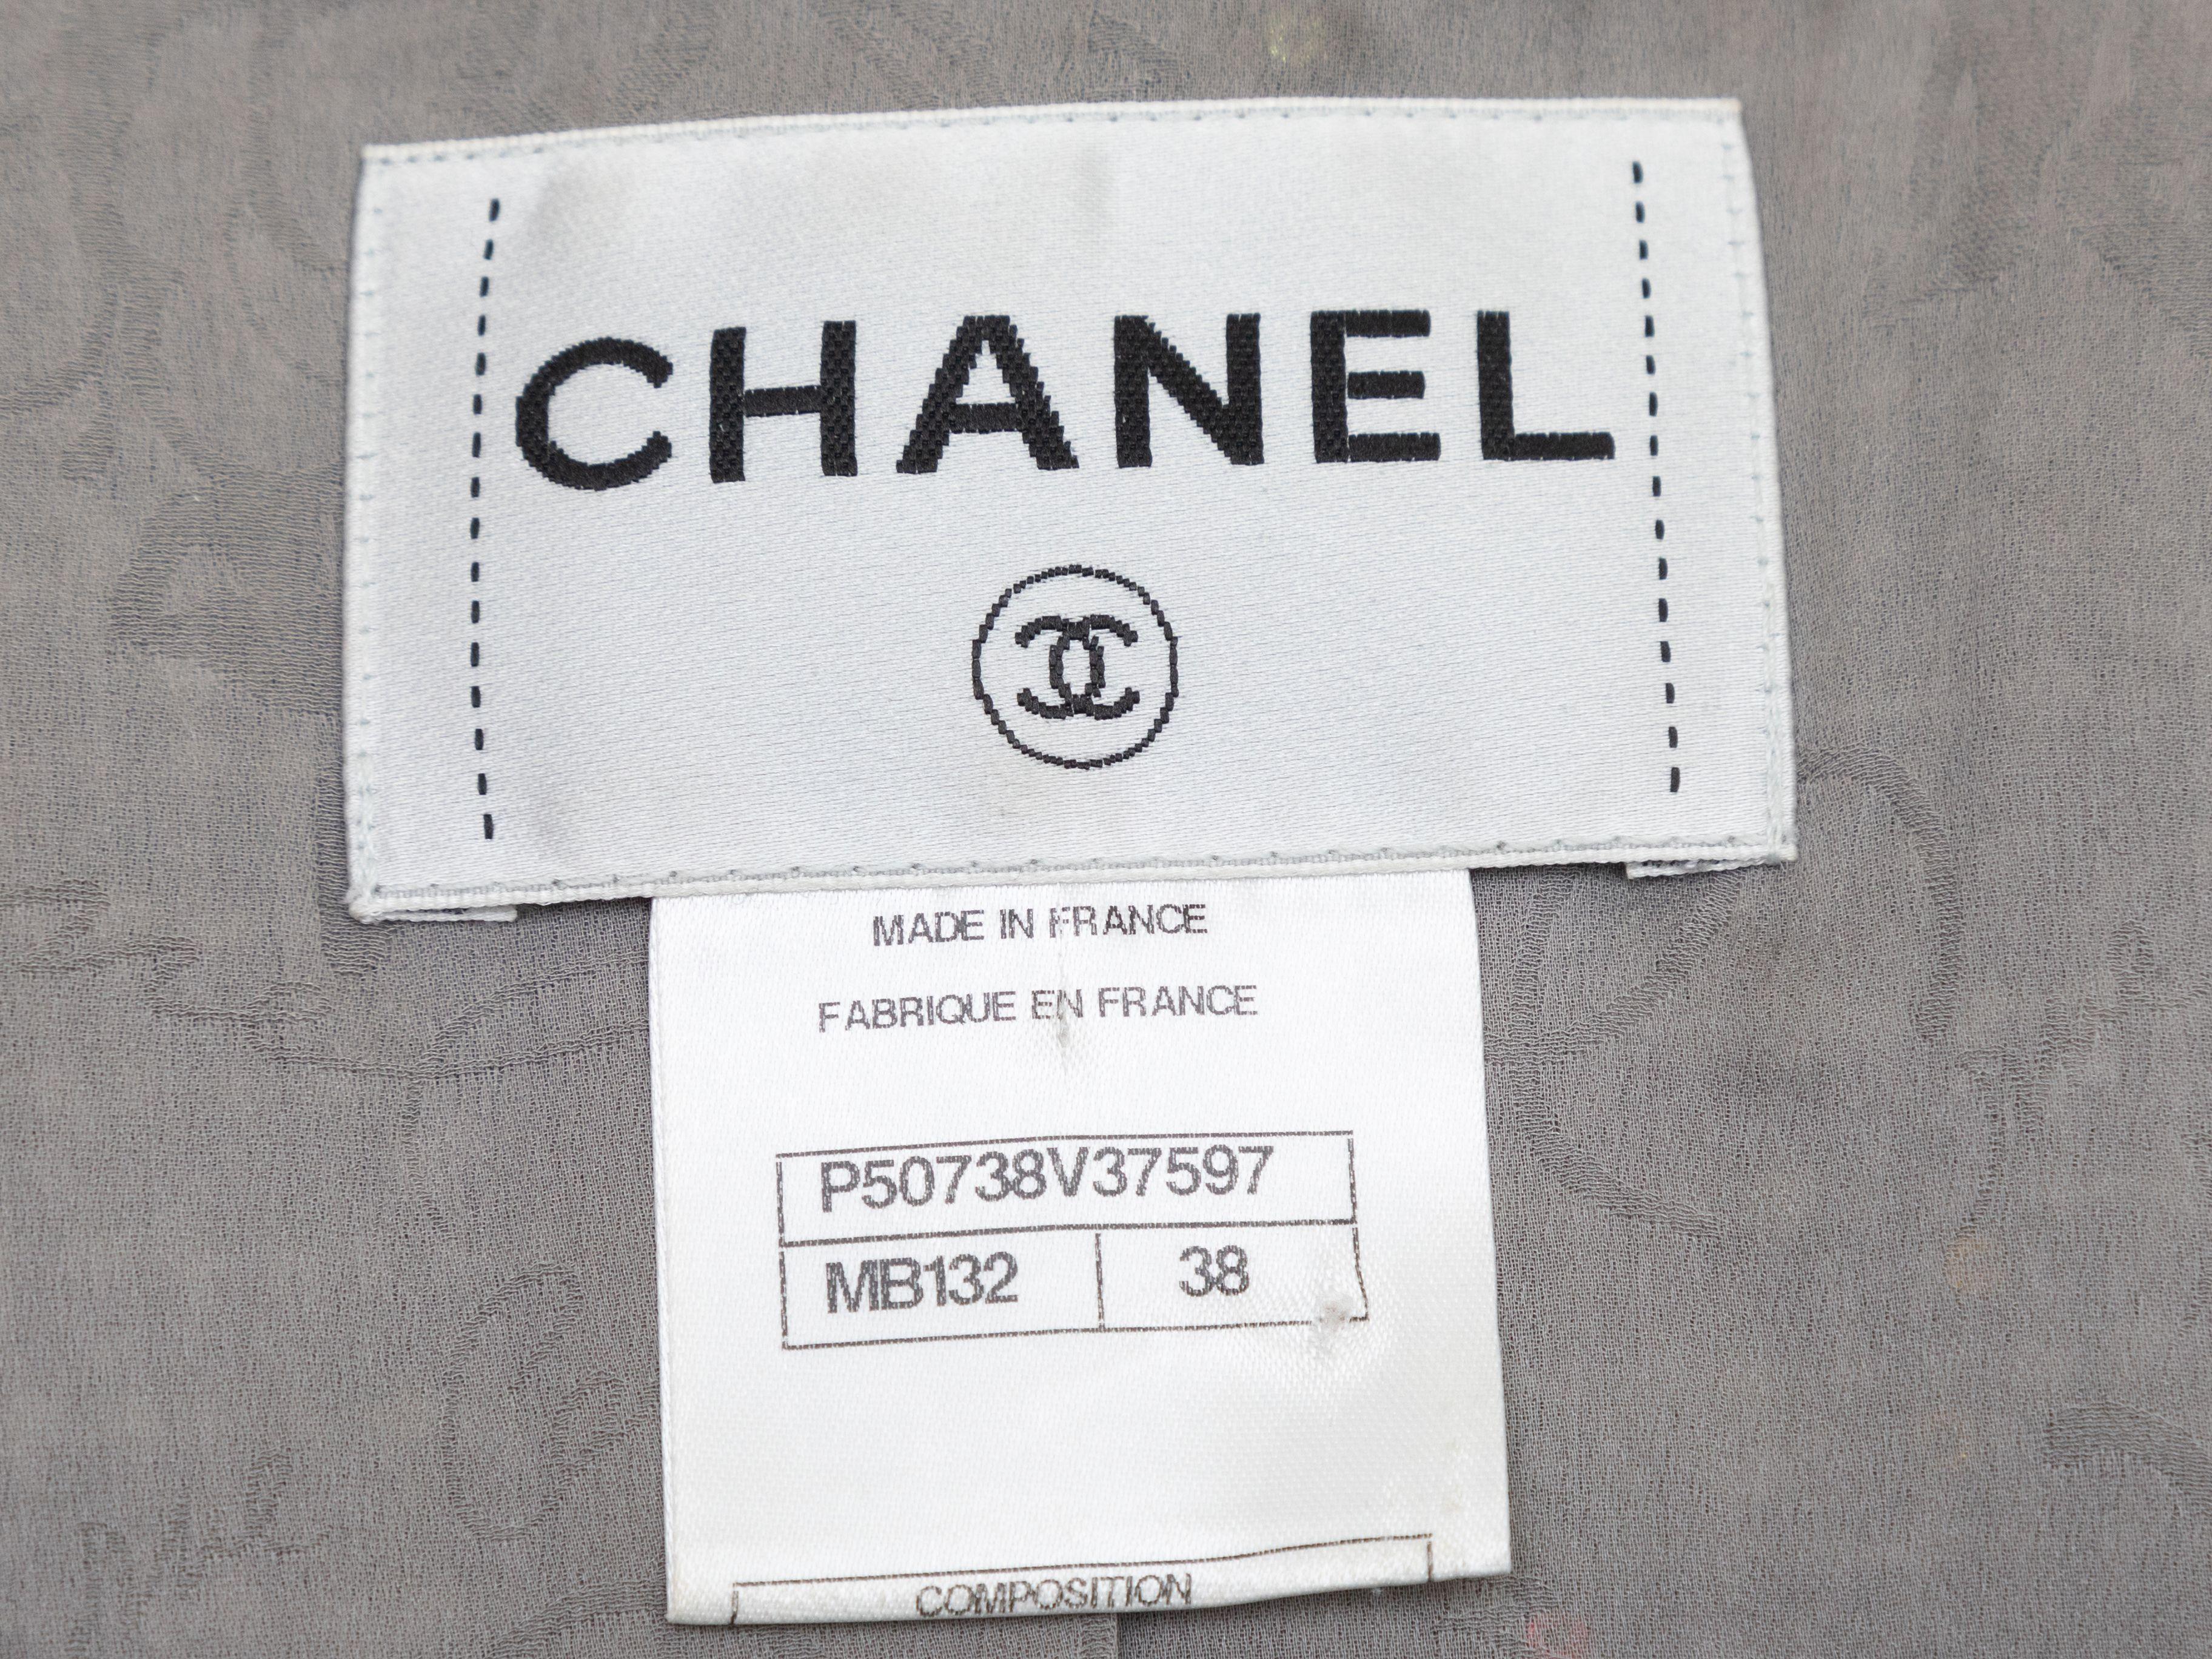 CHANEL
MADE IN FRANCE
FABRIQUE EN FRANCE
P50738V37597
MB132 38
COMPOSITION